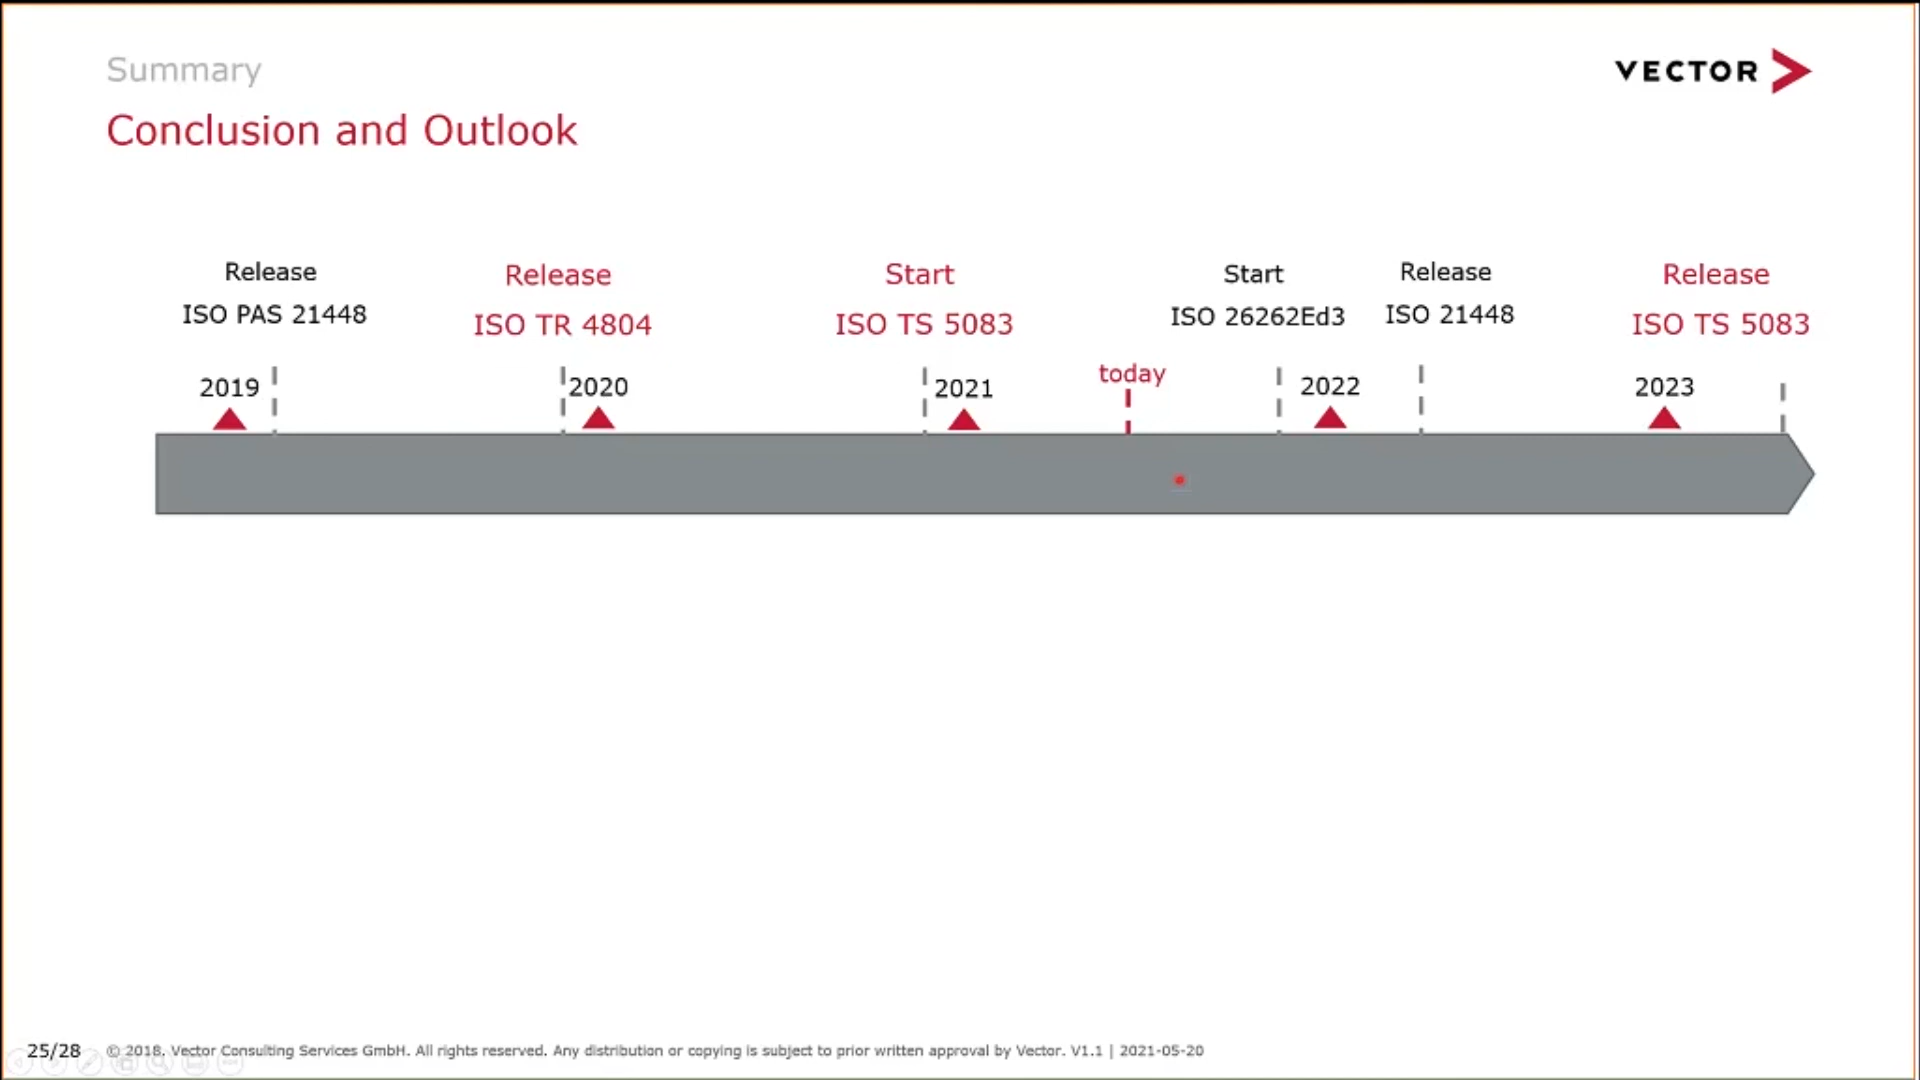 Summary
VECTOR
Conclusion and Outlook
Release
ISO PAS 21448
Release
ISO TR 4804
Start
ISO TS 5083
Start
ISO 26262Ed3
Release
ISO 21448
Release
ISO TS 5083
today
2019
2020
2021
2022
2023
25/28
© 2018. Vector Consulting Services GmbH. All rights reserved. Any distribution or copying is subject to prior written approval by Vector. V1.1 | 2021-05-20